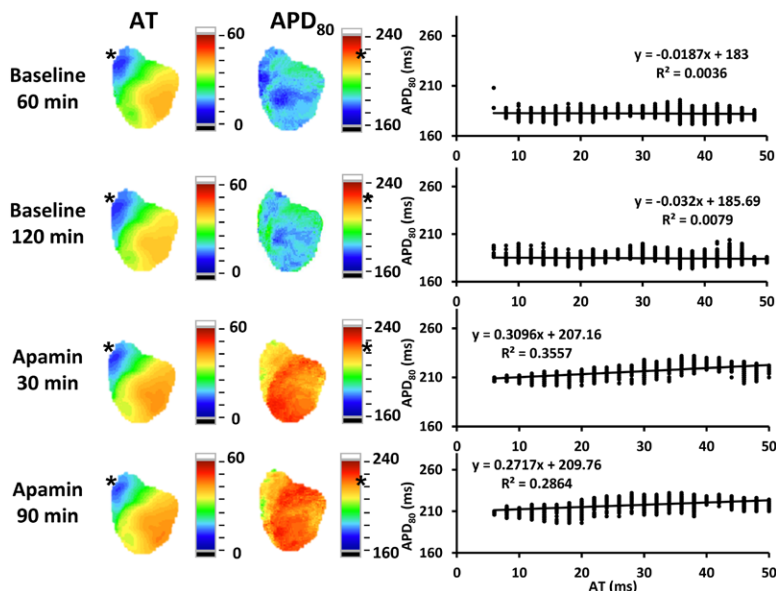 AT APD80
Baseline
60 min
*
60
0
240
*
160
APD80 (ms)
260
210
160
0 10 20 30 40 50
y = -0.0187x + 183
R² = 0.0036
Baseline
120 min
*
60
0
240
*
160
APD80 (ms)
260
210
160
0 10 20 30 40 50
y = -0.032x + 185.69
R² = 0.0079
Apamin
30 min
*
60
0
240
*
160
APD80 (ms)
260
210
160
0 10 20 30 40 50
y = 0.3096x + 207.16
R² = 0.3557
Apamin
90 min
*
60
0
240
*
160
APD80 (ms)
260
210
160
0 10 20 30 40 50
y = 0.2717x + 209.76
R² = 0.2864
AT (ms)